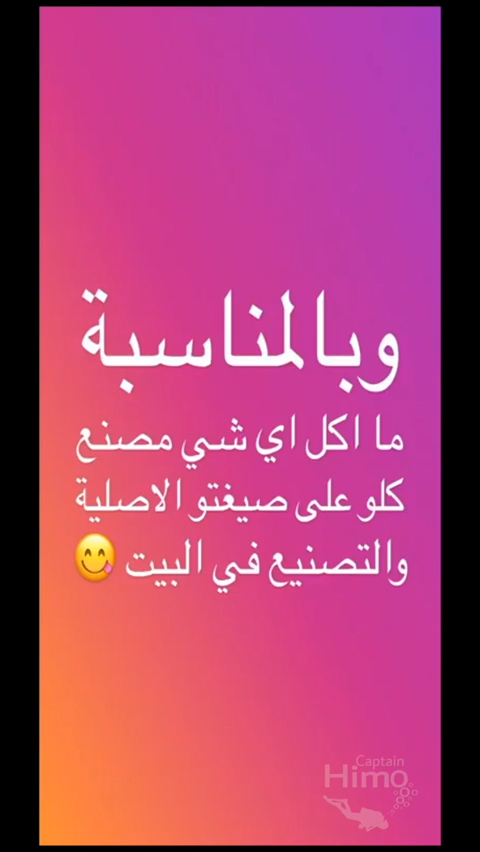 وبالمناسبة
ما اكل اي شي مصنع
كلو على صيغتو الاصلية
والتصنيع في البيت 😋
Captain
Himo